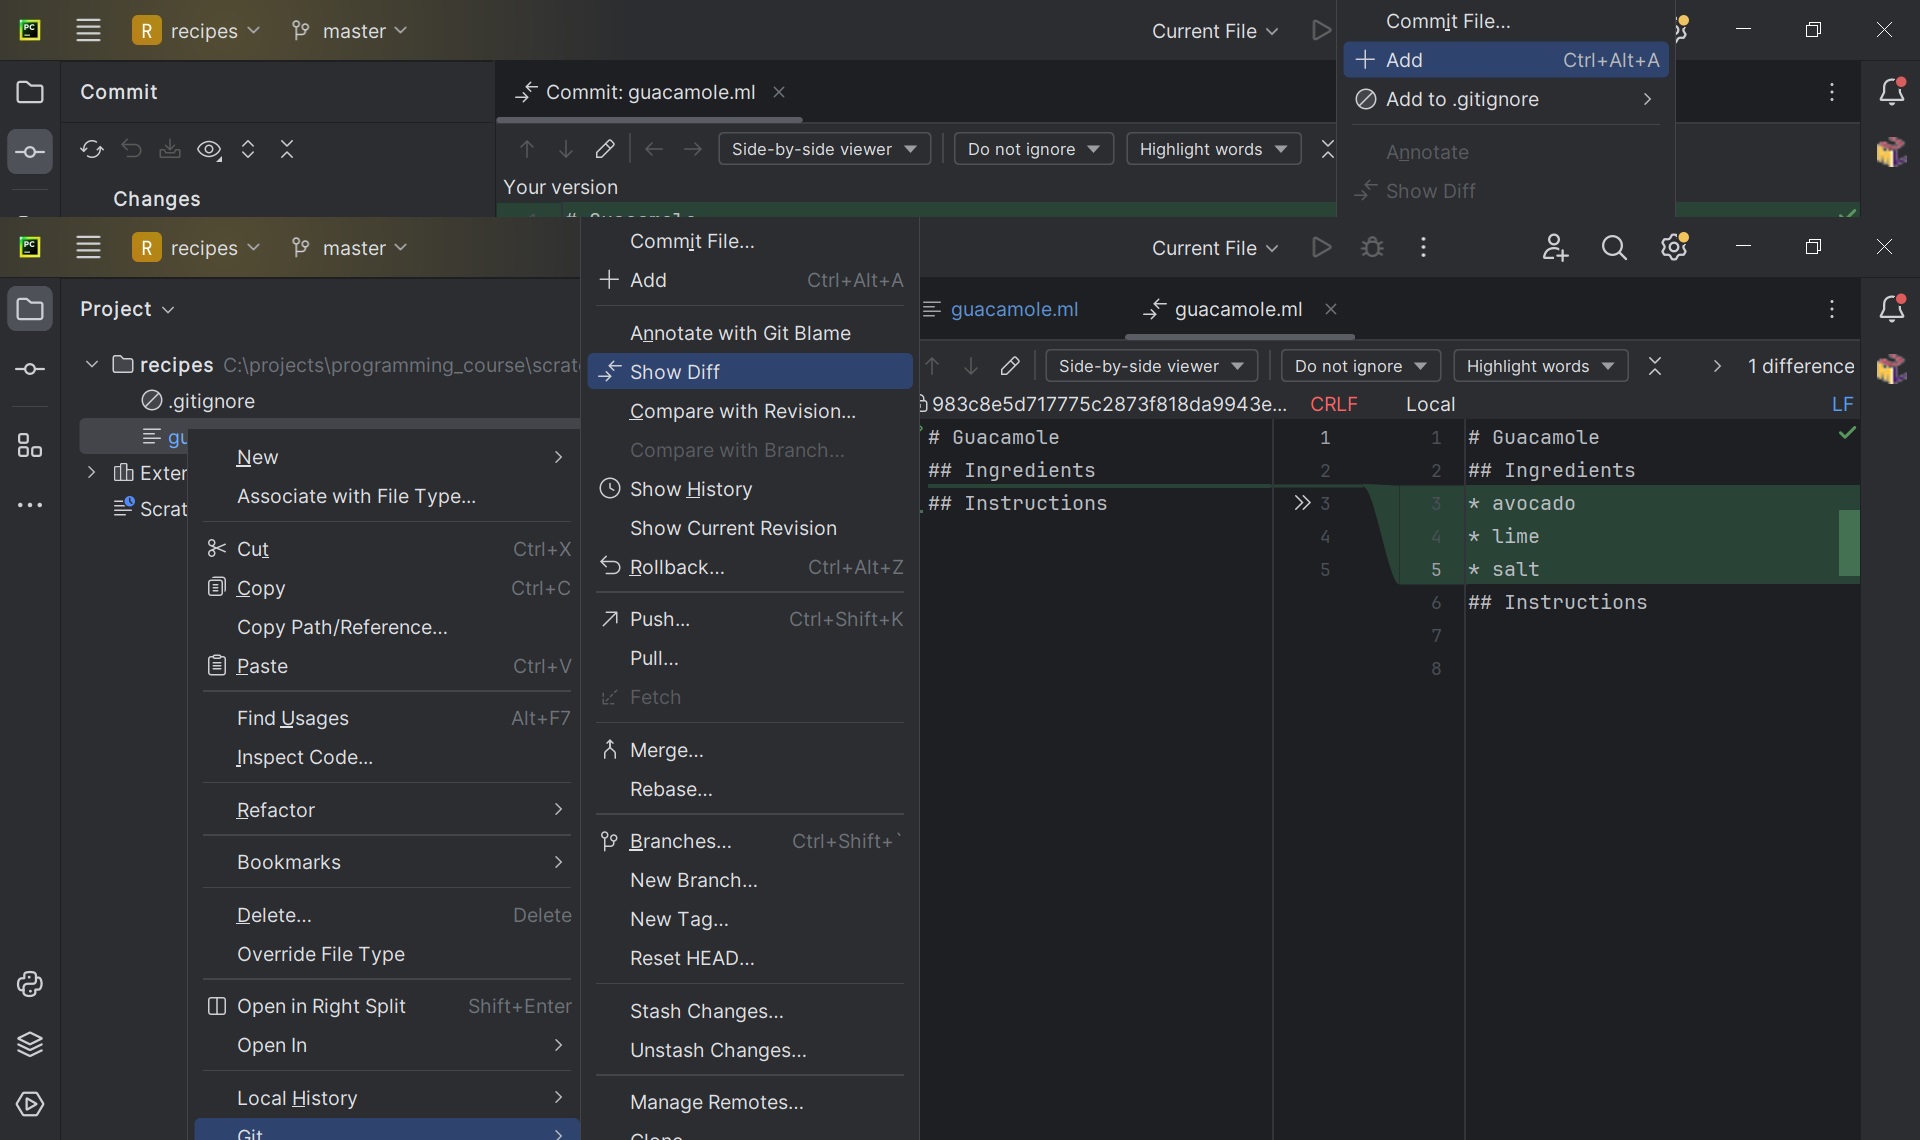 PC
R recipes
master
Current File
Commit File...
Add Ctrl+Alt+A
Add to .gitignore
Annotate
Show Diff
Commit
Commit: guacamole.ml
Side-by-side viewer
Do not ignore
Highlight words
Changes
Your version
PC
R recipes
master
Current File
Project
recipes C:\projects\programming_course\scrat
.gitignore
gu
Exter
Scrat
New
Associate with File Type...
Cut Ctrl+X
Copy Ctrl+C
Copy Path/Reference...
Paste Ctrl+V
Find Usages Alt+F7
Inspect Code...
Refactor
Bookmarks
Delete... Delete
Override File Type
Open in Right Split Shift+Enter
Open In
Local History
Git
Commit File...
Add Ctrl+Alt+A
Annotate with Git Blame
Show Diff
Compare with Revision...
Compare with Branch...
Show History
Show Current Revision
Rollback... Ctrl+Alt+Z
Push... Ctrl+Shift+K
Pull...
Fetch
Merge...
Rebase...
Branches... Ctrl+Shift+`
New Branch...
New Tag...
Reset HEAD...
Stash Changes...
Unstash Changes...
Manage Remotes...
guacamole.ml
guacamole.ml
Side-by-side viewer
Do not ignore
Highlight words
1 difference
983c8e5d717775c2873f818da9943e... CRLF
Local LF
# Guacamole 1
## Ingredients 2
## Instructions 3
4
5
1 # Guacamole
2 ## Ingredients
3 * avocado
4 * lime
5 * salt
6 ## Instructions
7
8